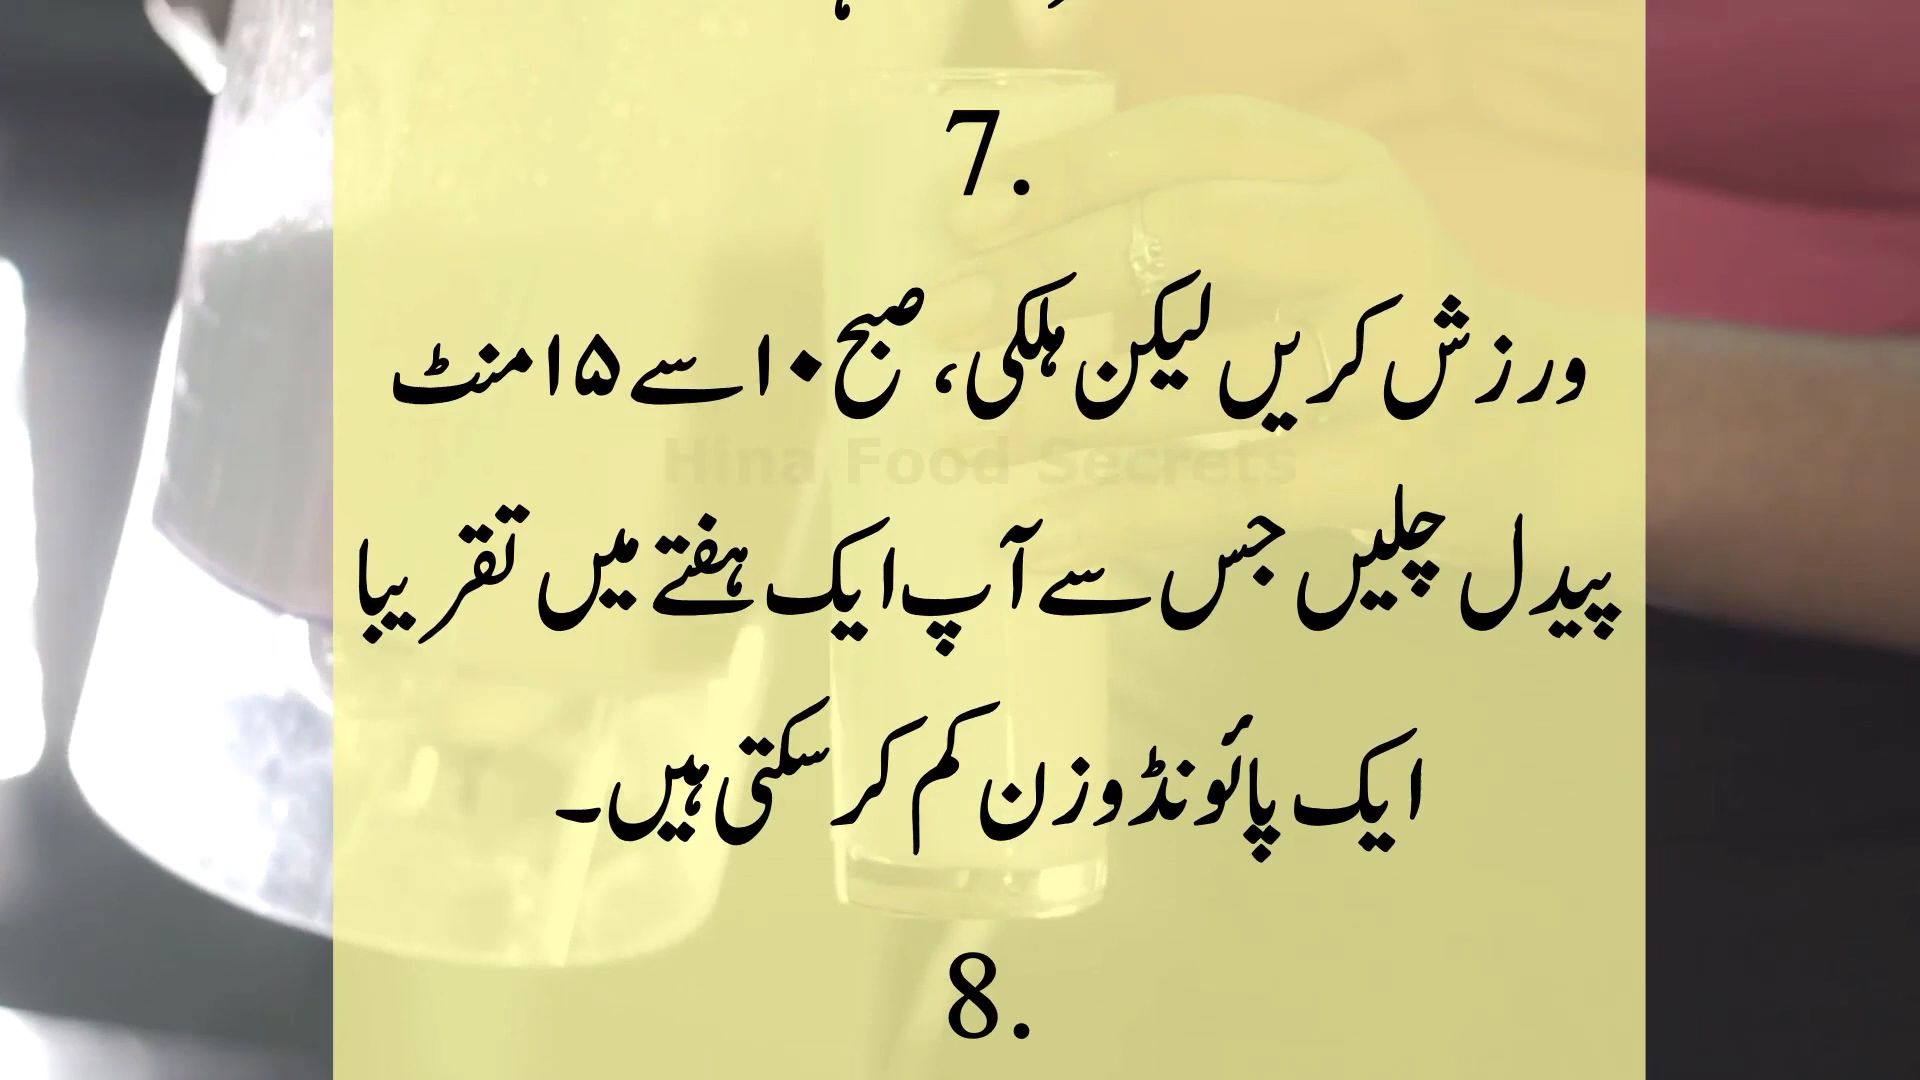 7.
ورزش کریں لیکن ہلکی، صبح ۱۰ سے ۱۵ منٹ
Hina Food Secrets
پیدل چلیں جس سے آپ ایک ہفتے میں تقریبا
ایک پائونڈ وزن کم کر سکتی ہیں۔
8.